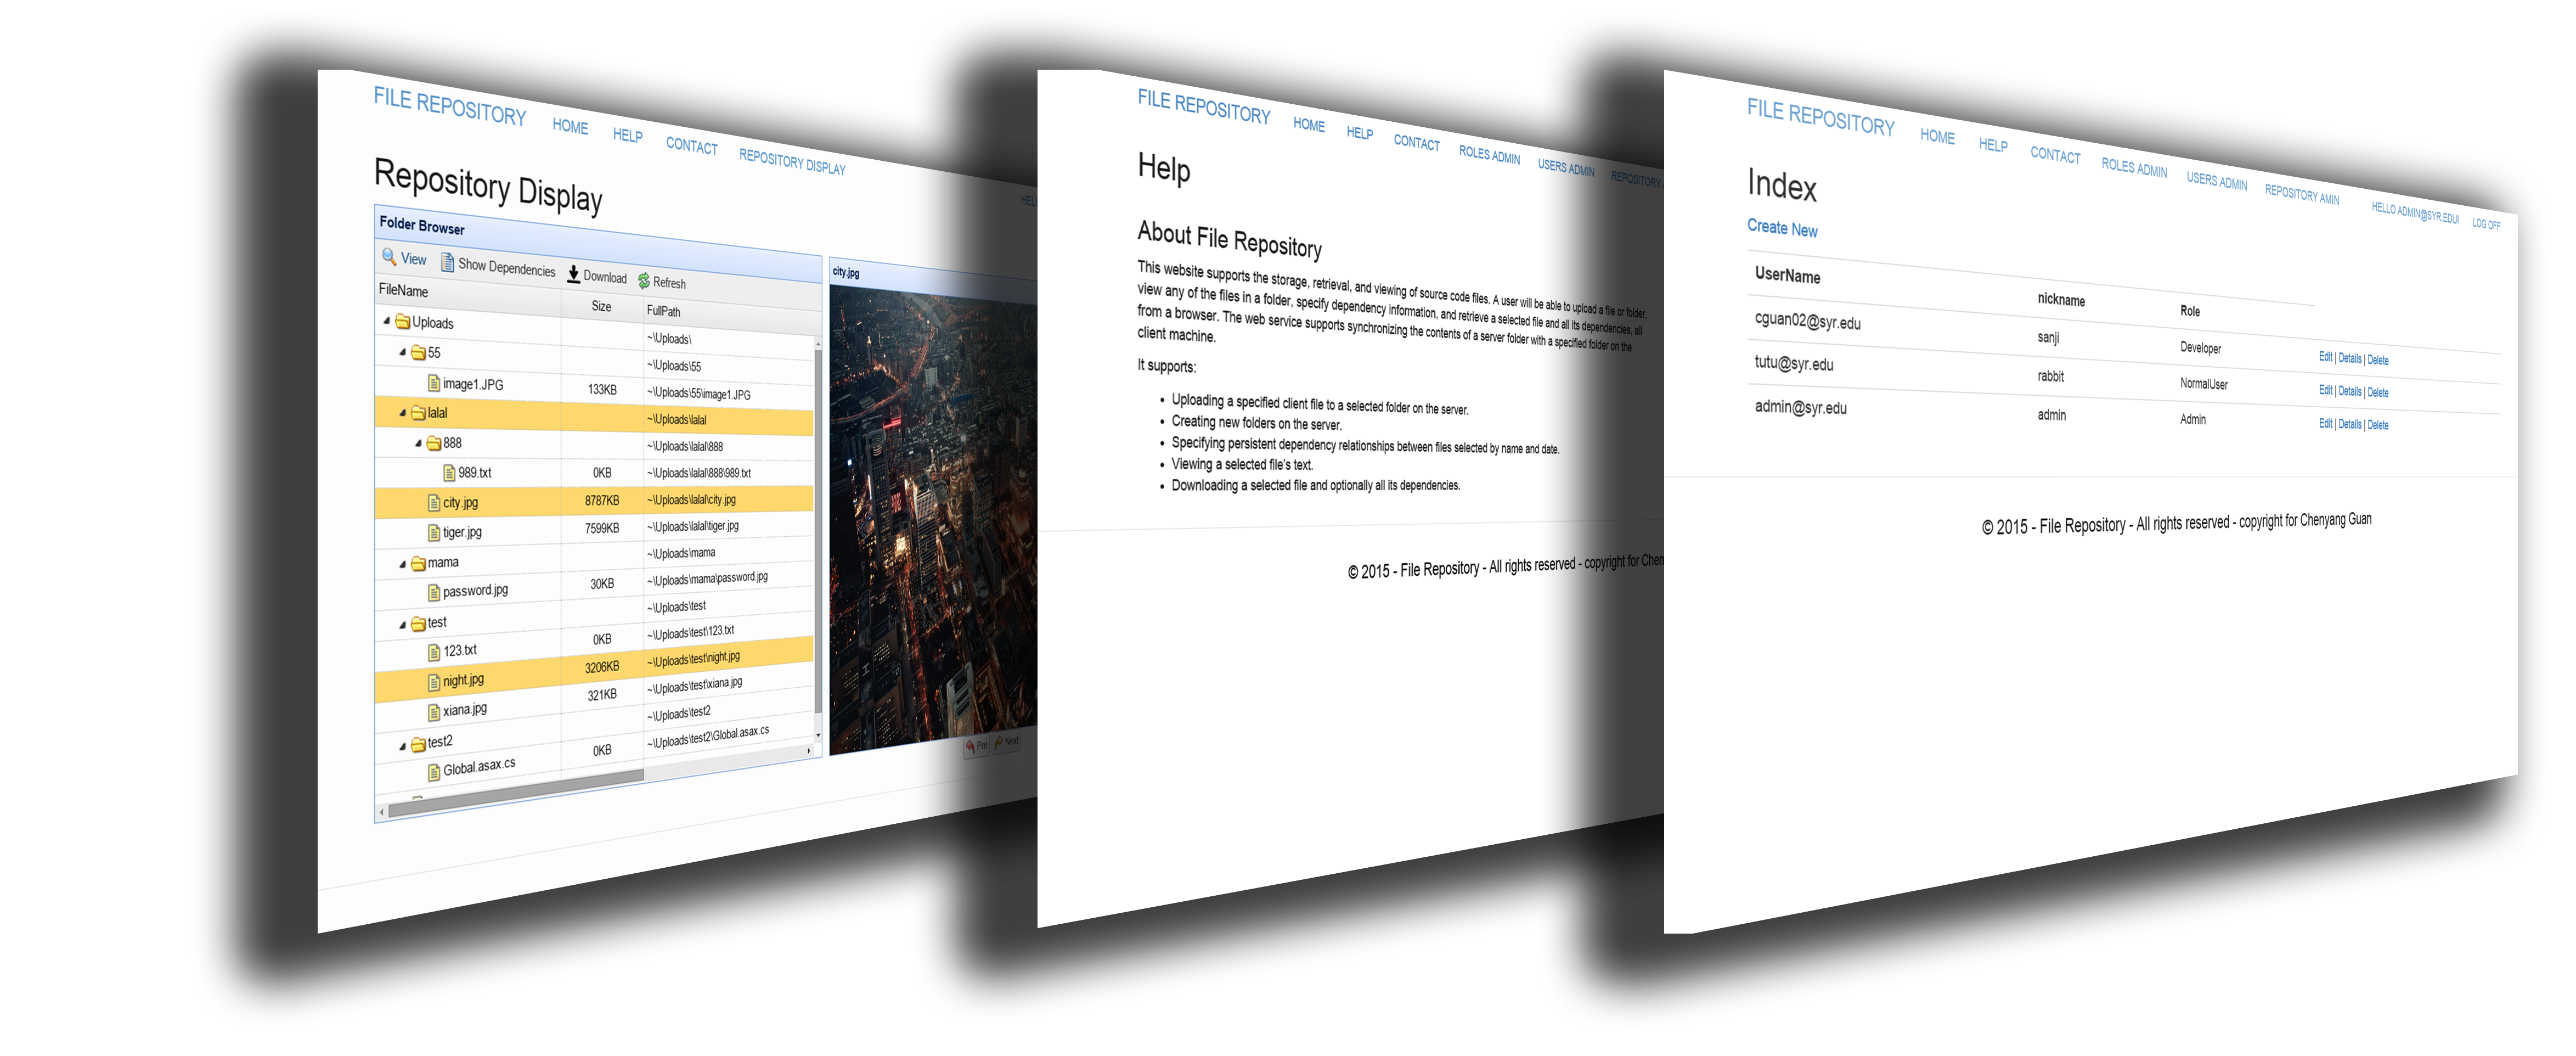 FILE REPOSITORY HOME HELP CONTACT REPOSITORY DISPLAY
Repository Display
Folder Browser
View Show Dependencies Download Refresh
FileName Size FullPath
Uploads ~\Uploads\
55 ~\Uploads\55
image1.JPG 133KB ~\Uploads\55\image1.JPG
lalal ~\Uploads\lalal
888 ~\Uploads\lalal\888
989.txt 0KB ~\Uploads\lalal\888\989.txt
city.jpg 8787KB ~\Uploads\lalal\city.jpg
tiger.jpg 7599KB ~\Uploads\lalal\tiger.jpg
mama ~\Uploads\mama
password.jpg 30KB ~\Uploads\mama\password.jpg
test ~\Uploads\test
123.txt 0KB ~\Uploads\test\123.txt
night.jpg 3206KB ~\Uploads\test\night.jpg
xiana.jpg 321KB ~\Uploads\test\xiana.jpg
test2 ~\Uploads\test2
Global.asax.cs 0KB ~\Uploads\test2\Global.asax.cs
city.jpg
Pre Next
FILE REPOSITORY HOME HELP CONTACT ROLES ADMIN USERS ADMIN REPOSITORY
Help
About File Repository
This website supports the storage, retrieval, and viewing of source code files. A user will be able to upload a file or folder,
view any of the files in a folder, specify dependency information, and retrieve a selected file and all its dependencies, all
from a browser. The web service supports synchronizing the contents of a server folder with a specified folder on the
client machine.
It supports:
• Uploading a specified client file to a selected folder on the server.
• Creating new folders on the server.
• Specifying persistent dependency relationships between files selected by name and date.
• Viewing a selected file's text.
• Downloading a selected file and optionally all its dependencies.
© 2015 - File Repository - All rights reserved - copyright for Chen
FILE REPOSITORY HOME HELP CONTACT ROLES ADMIN USERS ADMIN REPOSITORY AMIN HELLO ADMIN@SYR.EDU! LOG OFF
Index
Create New
UserName nickname Role
cguan02@syr.edu sanji Developer Edit | Details | Delete
tutu@syr.edu rabbit NormalUser Edit | Details | Delete
admin@syr.edu admin Admin Edit | Details | Delete
© 2015 - File Repository - All rights reserved - copyright for Chenyang Guan